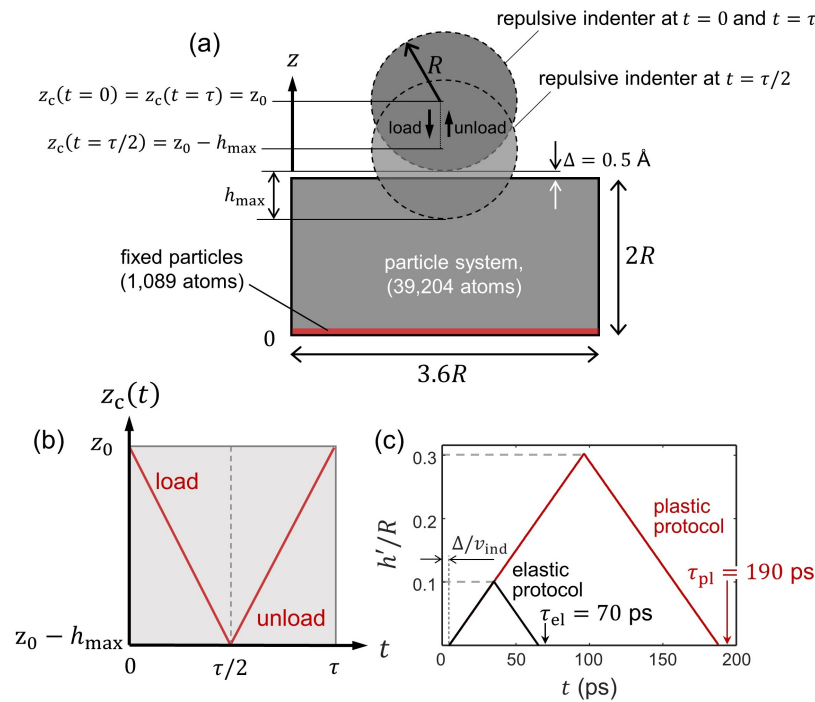 (a)
repulsive indenter at t = 0 and t = τ
z
R
repulsive indenter at t = τ/2
z_c(t = 0) = z_c(t = τ) = z_0
load
unload
z_c(t = τ/2) = z_0 − h_max
Δ = 0.5 Å
h_max
fixed particles
(1,089 atoms)
particle system,
(39,204 atoms)
2R
0
3.6R
z_c(t)
(b)
z_0
load
unload
z_0 − h_max
0
τ/2
τ
t
(c)
h′/R
0.3
0.2
0.1
0
Δ/v_ind
plastic
protocol
elastic
protocol
τ_pl = 190 ps
τ_el = 70 ps
0
50
100
150
200
t (ps)